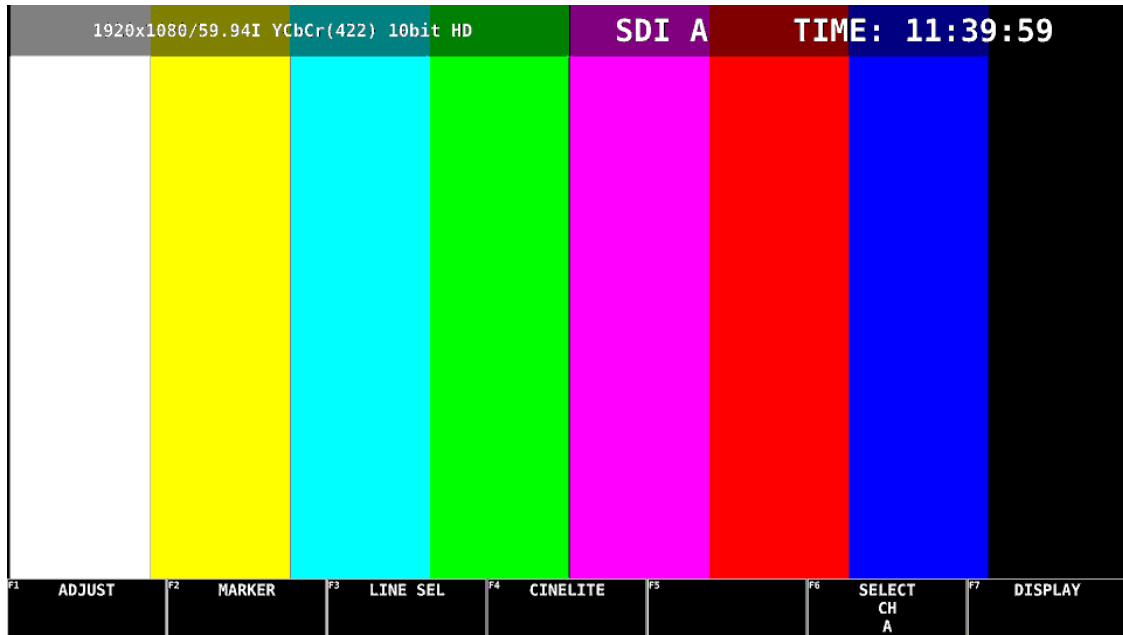 1920x1080/59.94I YCbCr(422) 10bit HD SDI A TIME: 11:39:59
F1 ADJUST F2 MARKER F3 LINE SEL F4 CINELITE F5 F6 SELECT F7 DISPLAY
CH
A